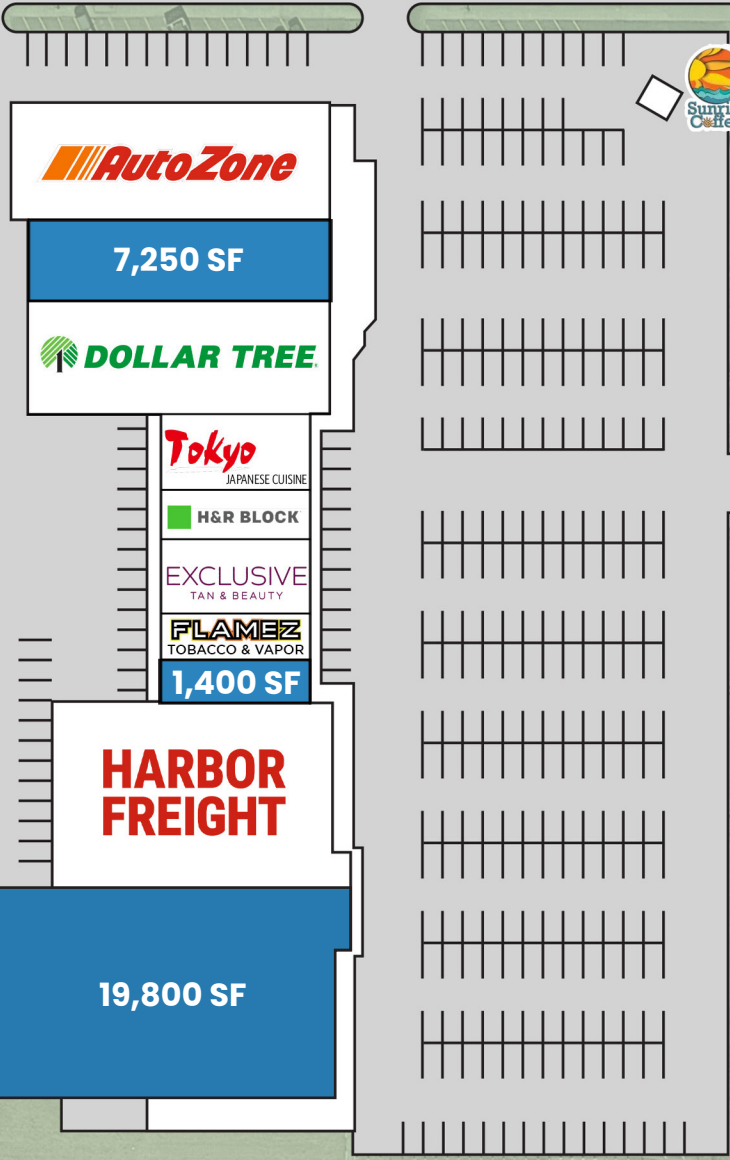 AutoZone
7,250 SF
DOLLAR TREE
Tokyo
JAPANESE CUISINE
H&R BLOCK
EXCLUSIVE
TAN & BEAUTY
FLAMEZ
TOBACCO & VAPOR
1,400 SF
HARBOR
FREIGHT
19,800 SF